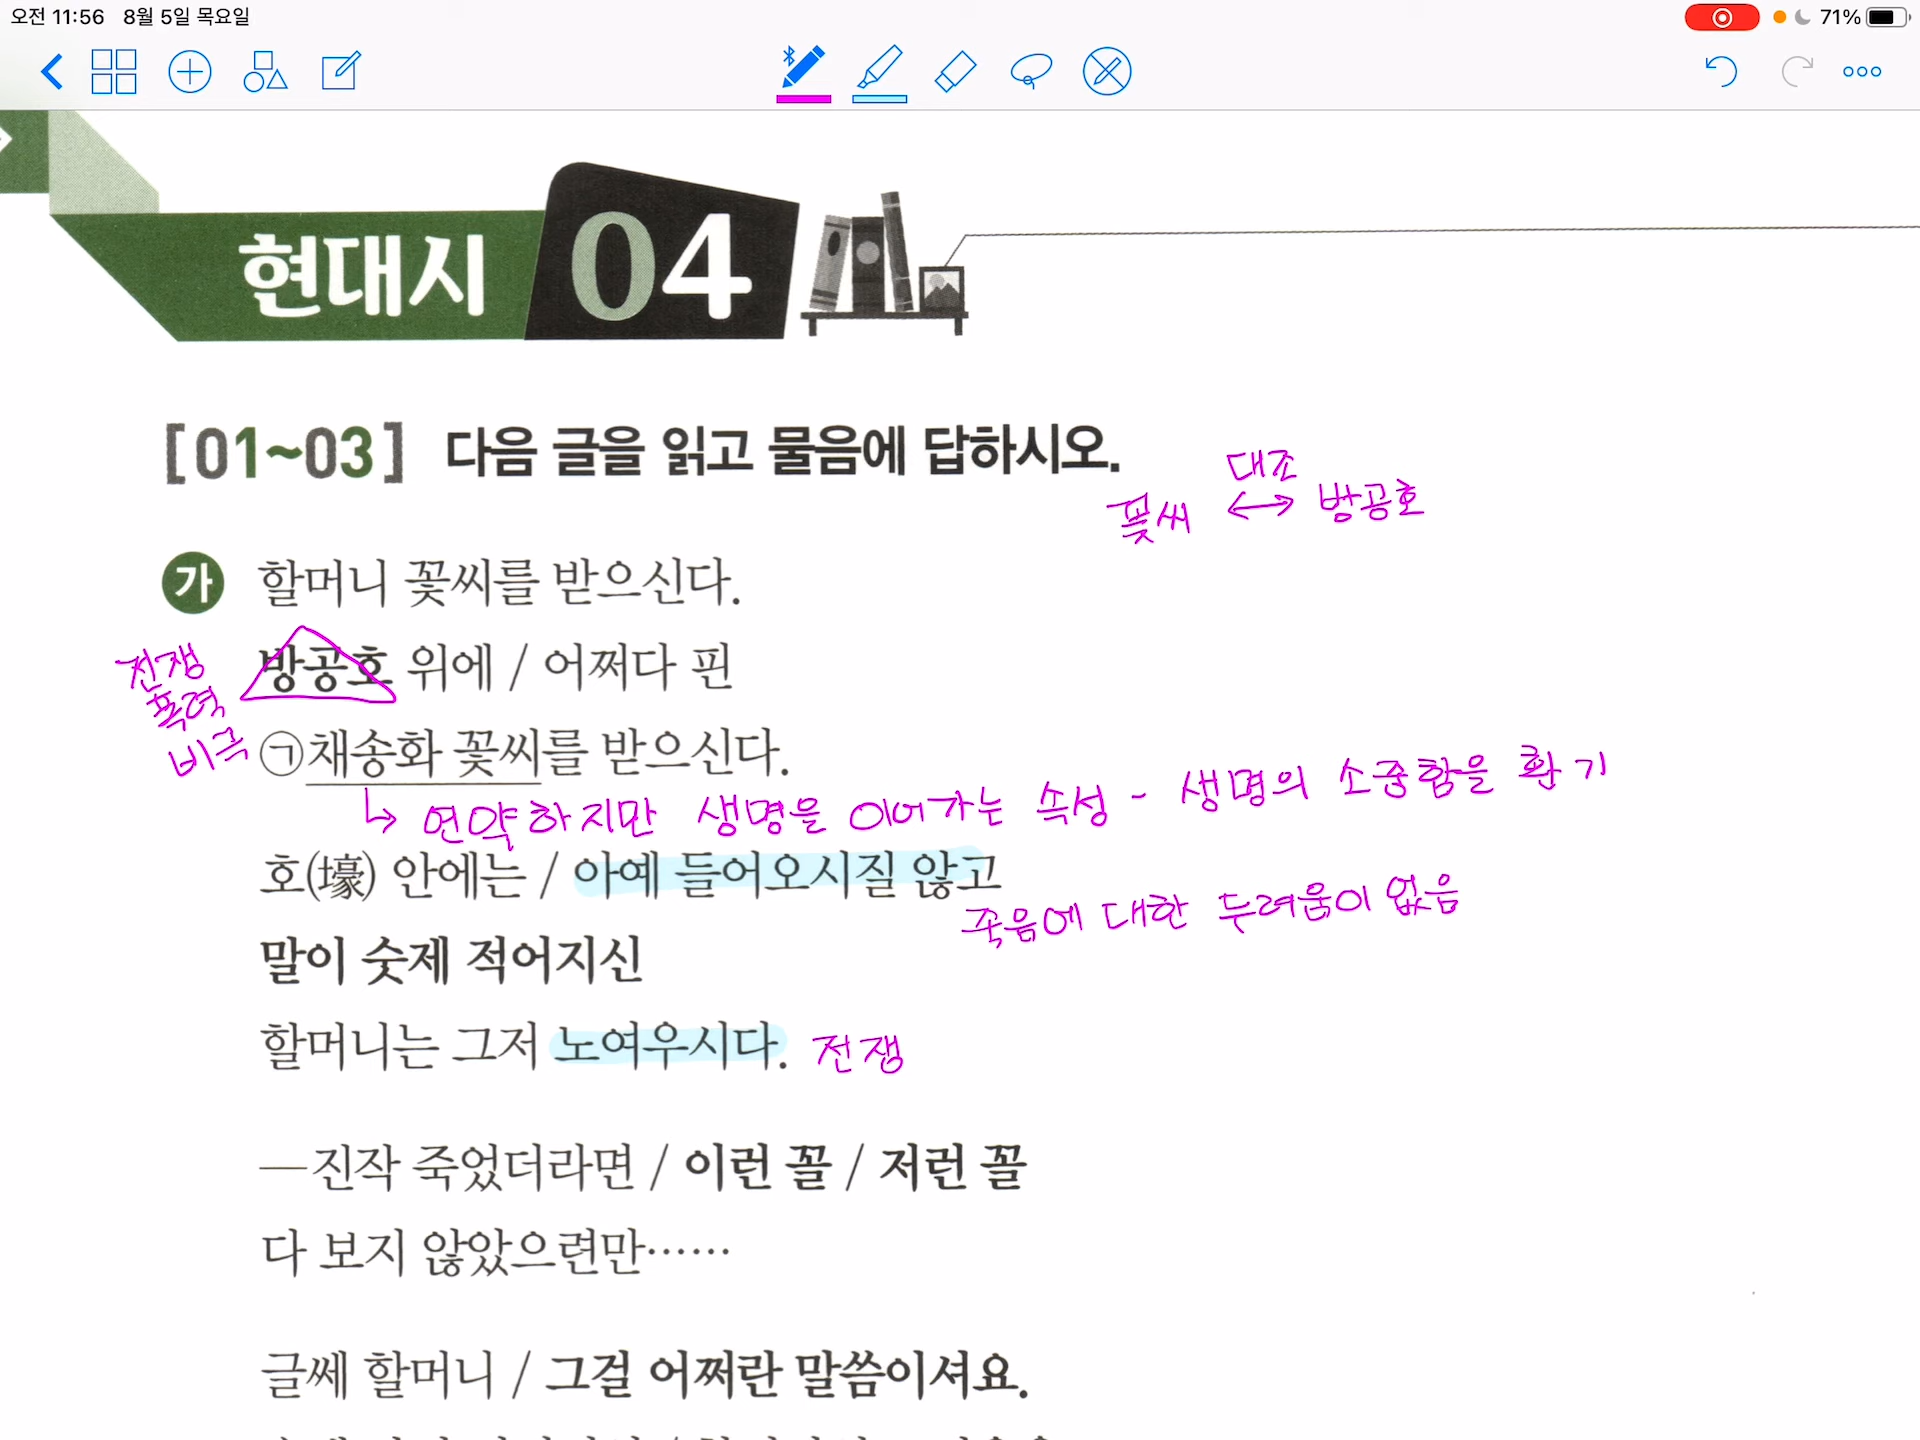 오전 11:56 8월 5일 목요일
71%
현대시 04
[01~03] 다음 글을 읽고 물음에 답하시오.
대조
꽃씨 ↔ 방공호
가 할머니 꽃씨를 받으신다.
방공호 위에 / 어쩌다 핀
전쟁
폭력
비극
㉠채송화 꽃씨를 받으신다.
↳ 연약하지만 생명을 이어가는 속성 - 생명의 소중함을 환기
호(壕) 안에는 / 아예 들어오시질 않고
죽음에 대한 두려움이 없음
말이 숫제 적어지신
할머니는 그저 노여우시다. 전쟁
—진작 죽었더라면 / 이런 꼴 / 저런 꼴
다 보지 않았으련만……
글쎄 할머니 / 그걸 어쩌란 말씀이셔요.